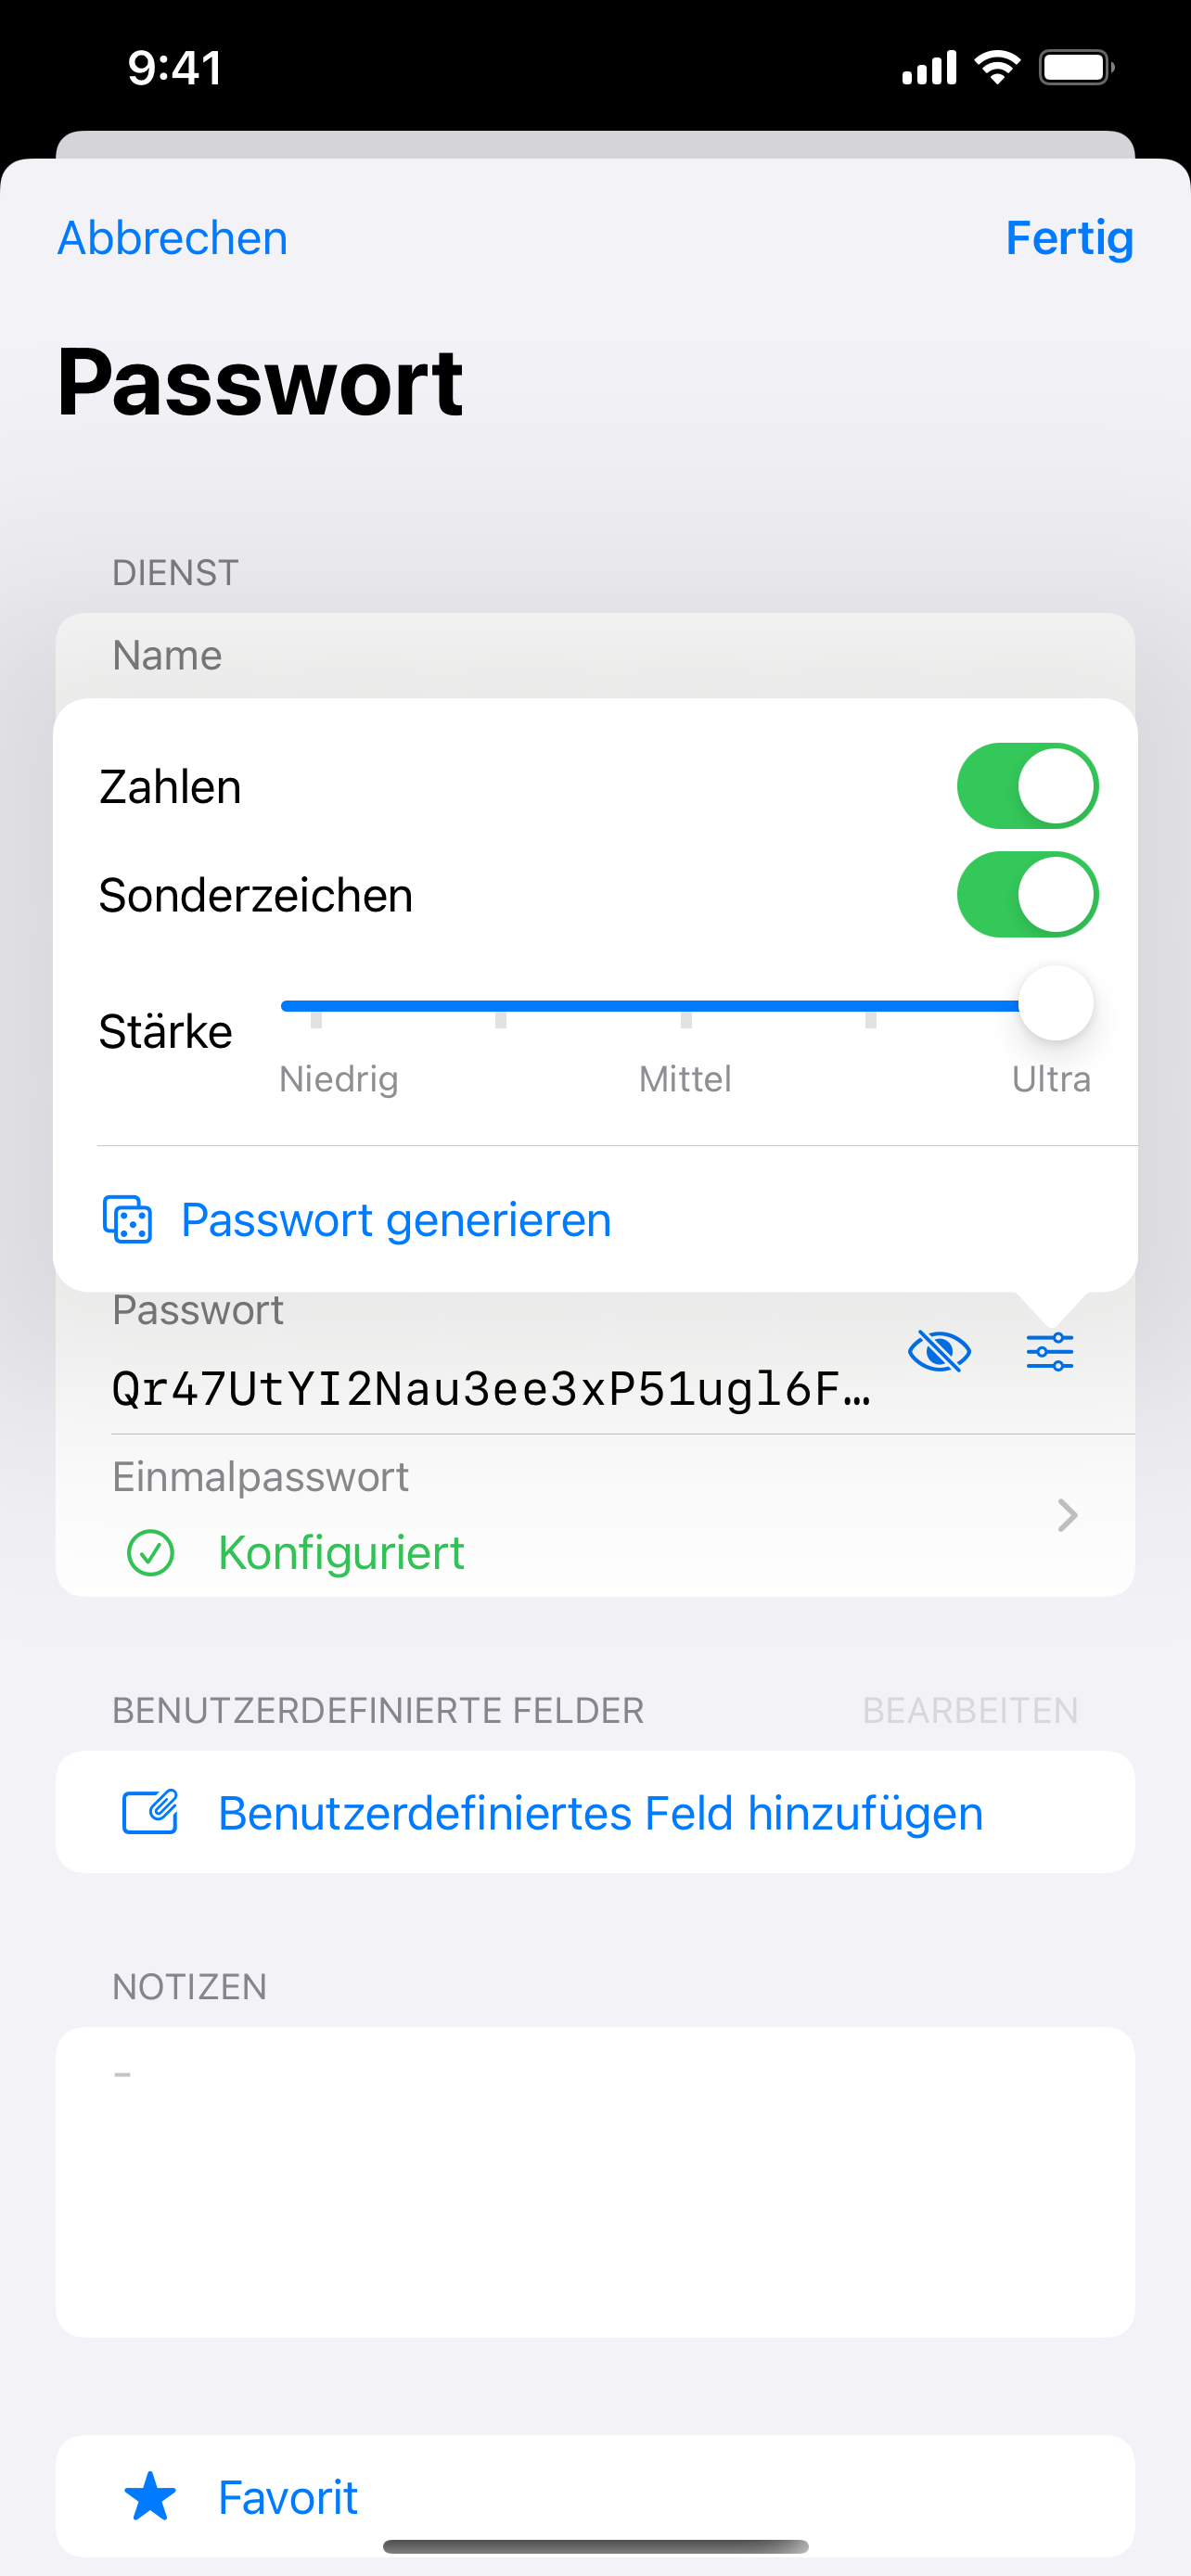 9:41
Abbrechen
Fertig
Passwort
DIENST
Name
Zahlen
Sonderzeichen
Stärke
Niedrig Mittel Ultra
Passwort generieren
Passwort
Qr47UtYI2Nau3ee3xP51ugl6F…
Einmalpasswort
Konfiguriert
BENUTZERDEFINIERTE FELDER
BEARBEITEN
Benutzerdefiniertes Feld hinzufügen
NOTIZEN
-
Favorit